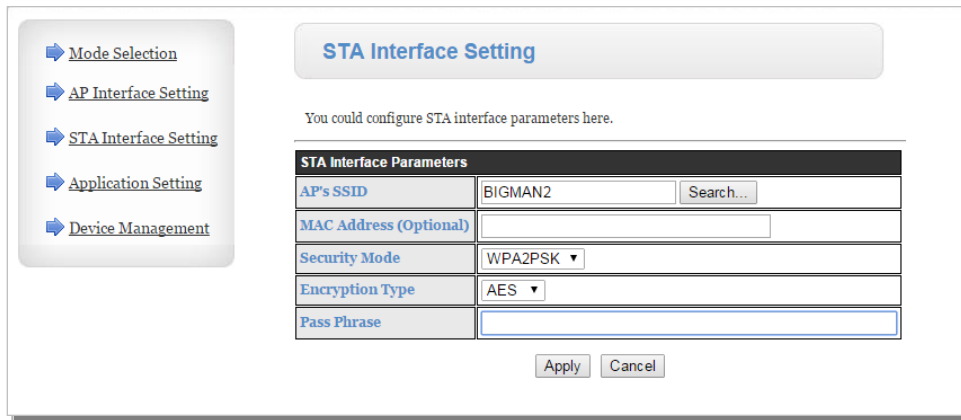 Mode Selection
AP Interface Setting
STA Interface Setting
Application Setting
Device Management
STA Interface Setting
You could configure STA interface parameters here.
STA Interface Parameters
AP's SSID BIGMAN2 Search...
MAC Address (Optional)
Security Mode WPA2PSK
Encryption Type AES
Pass Phrase
Apply Cancel